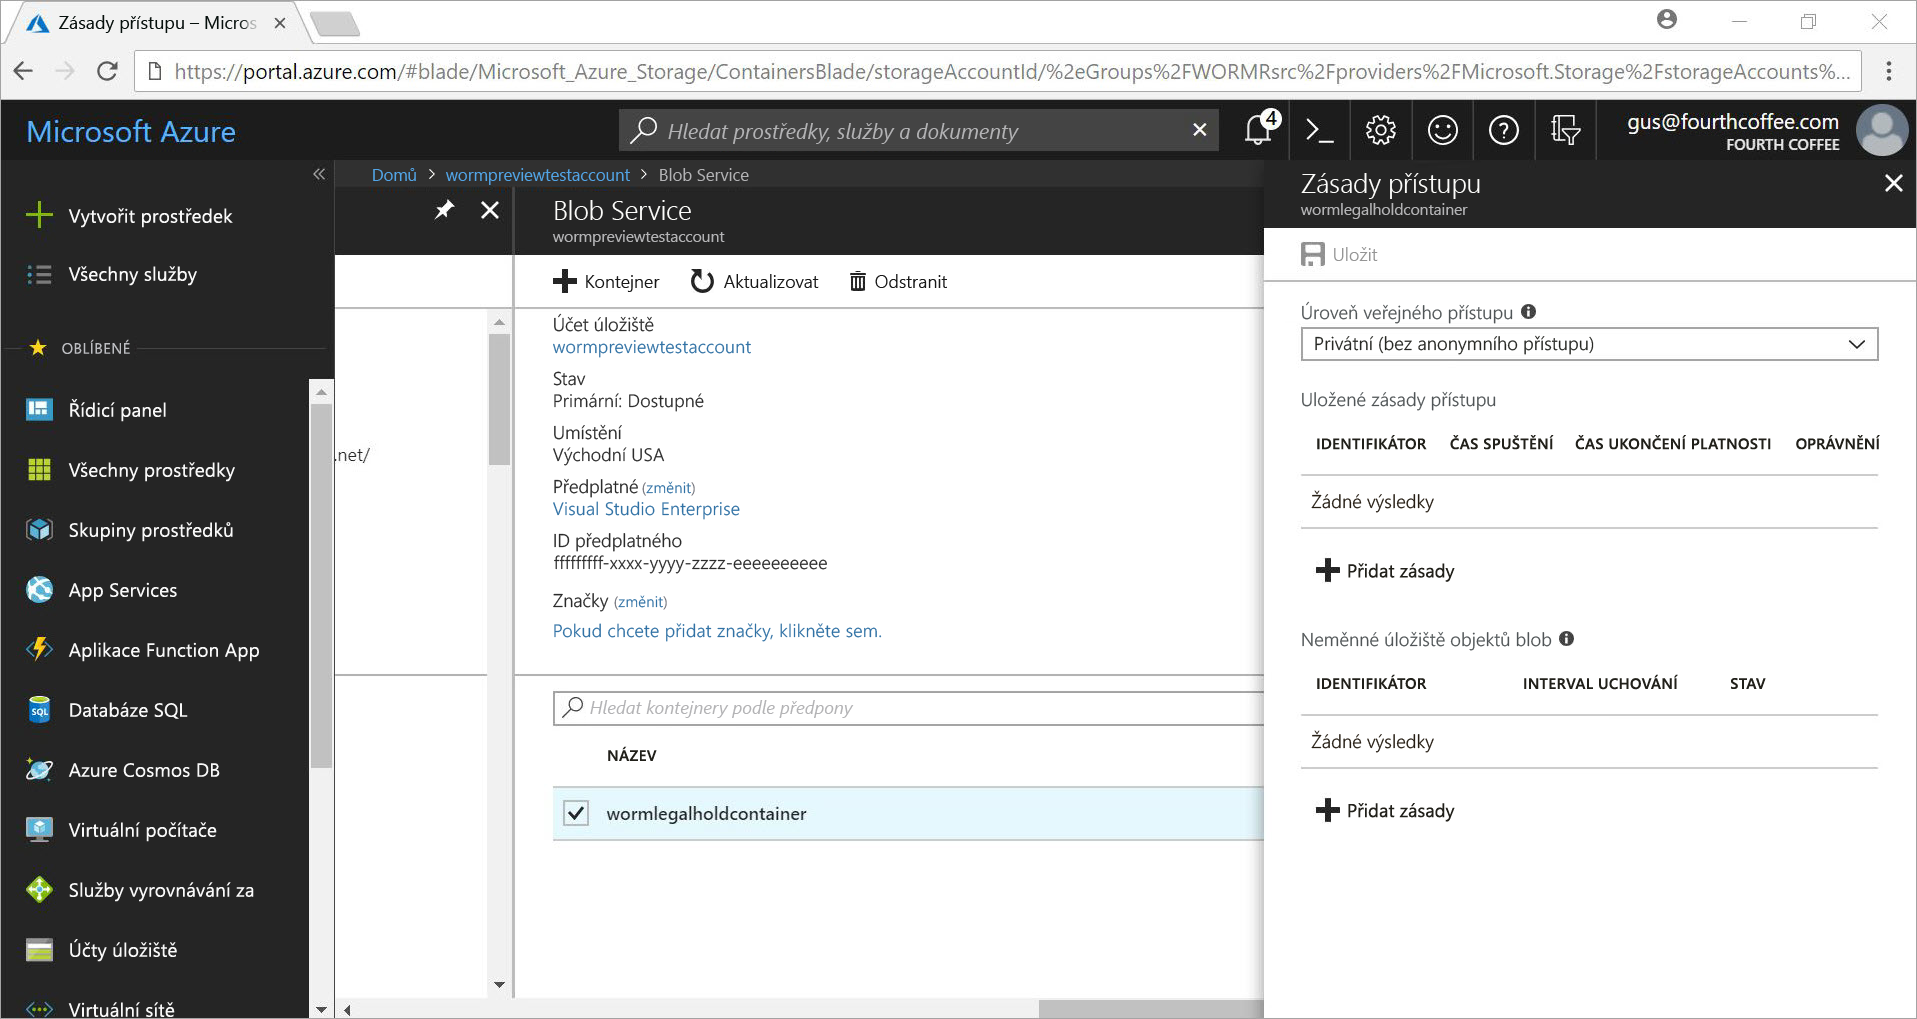 Zásady přístupu – Micros
https://portal.azure.com/#blade/Microsoft_Azure_Storage/ContainersBlade/storageAccountId/%2eGroups%2FWORMRsrc%2Fproviders%2FMicrosoft.Storage%2FstorageAccounts%...
Microsoft Azure
Hledat prostředky, služby a dokumenty
4
gus@fourthcoffee.com
FOURTH COFFEE
Vytvořit prostředek
Všechny služby
OBLÍBENÉ
Řídicí panel
Všechny prostředky
Skupiny prostředků
App Services
Aplikace Function App
SQL
Databáze SQL
Azure Cosmos DB
Virtuální počítače
Služby vyrovnávání za
Účty úložiště
Virtuální sítě
Domů > wormpreviewtestaccount > Blob Service
.net/
Blob Service
wormpreviewtestaccount
Kontejner Aktualizovat Odstranit
Účet úložiště
wormpreviewtestaccount
Stav
Primární: Dostupné
Umístění
Východní USA
Předplatné (změnit)
Visual Studio Enterprise
ID předplatného
fffffffff-xxxx-yyyy-zzzz-eeeeeeeeee
Značky (změnit)
Pokud chcete přidat značky, klikněte sem.
Hledat kontejnery podle předpony
NÁZEV
wormlegalholdcontainer
Zásady přístupu
wormlegalholdcontainer
Uložit
Úroveň veřejného přístupu
Privátní (bez anonymního přístupu)
Uložené zásady přístupu
IDENTIFIKÁTOR ČAS SPUŠTĚNÍ ČAS UKONČENÍ PLATNOSTI OPRÁVNĚNÍ
Žádné výsledky
Přidat zásady
Neměnné úložiště objektů blob
IDENTIFIKÁTOR INTERVAL UCHOVÁNÍ STAV
Žádné výsledky
Přidat zásady